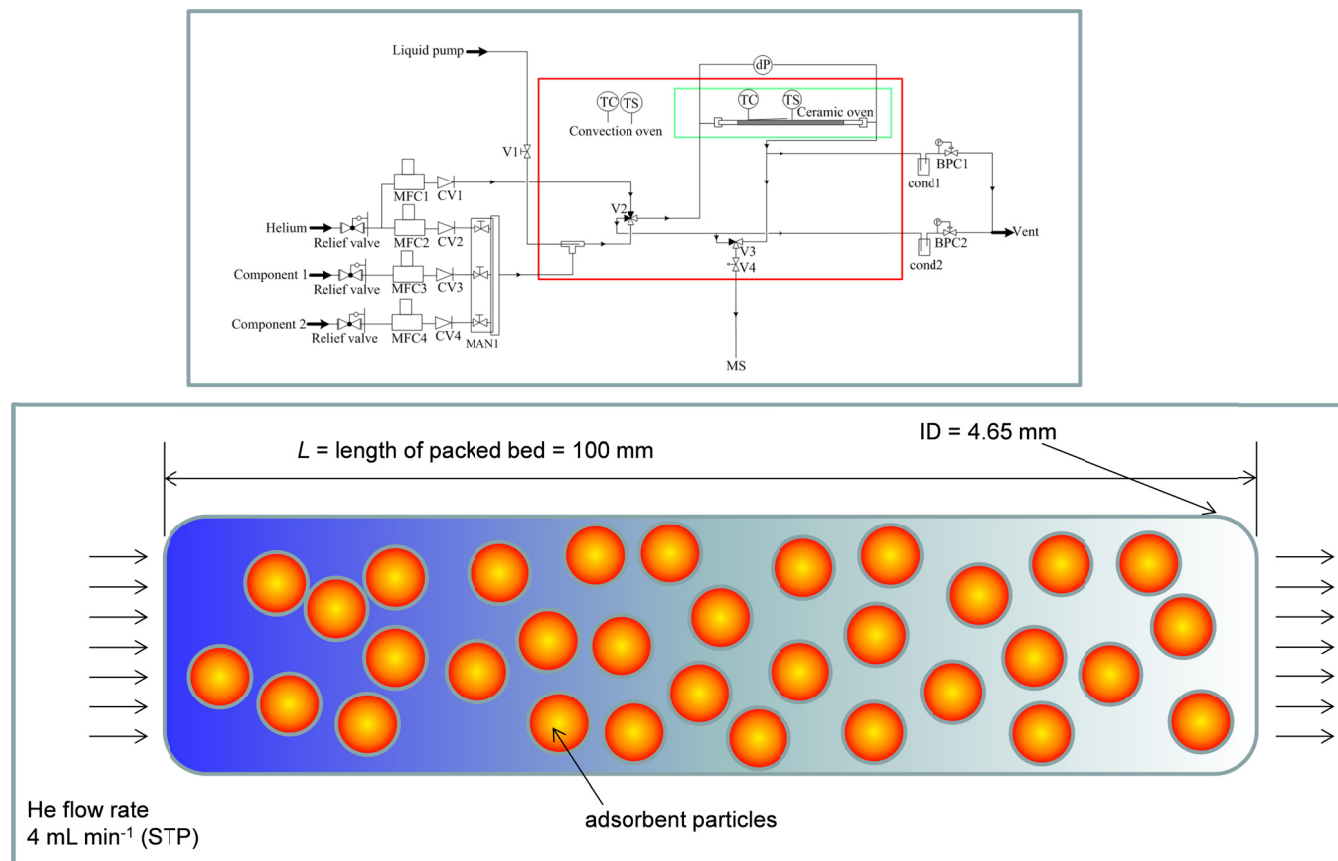 Liquid pump
dP
TC
TS
Convection oven
TC
TS
Ceramic oven
V1
MFC1
CV1
V2
Helium
Relief valve
MFC2
CV2
Component 1
Relief valve
MFC3
CV3
Component 2
Relief valve
MFC4
CV4
MAN1
V3
V4
MS
P
BPC1
cond1
P
BPC2
cond2
Vent
L = length of packed bed = 100 mm
ID = 4.65 mm
He flow rate
4 mL min⁻¹ (STP)
adsorbent particles